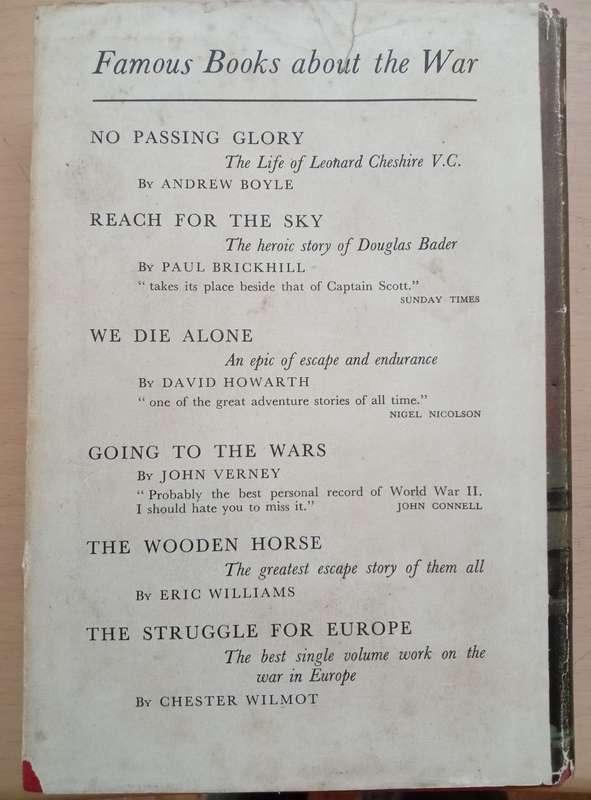 Famous Books about the War
NO PASSING GLORY
The Life of Leonard Cheshire V.C.
By ANDREW BOYLE
REACH FOR THE SKY
The heroic story of Douglas Bader
By PAUL BRICKHILL
“ takes its place beside that of Captain Scott.”
SUNDAY TIMES
WE DIE ALONE
An epic of escape and endurance
By DAVID HOWARTH
“ one of the great adventure stories of all time.”
NIGEL NICOLSON
GOING TO THE WARS
By JOHN VERNEY
“ Probably the best personal record of World War II.
I should hate you to miss it.” JOHN CONNELL
THE WOODEN HORSE
The greatest escape story of them all
By ERIC WILLIAMS
THE STRUGGLE FOR EUROPE
The best single volume work on the
war in Europe
By CHESTER WILMOT